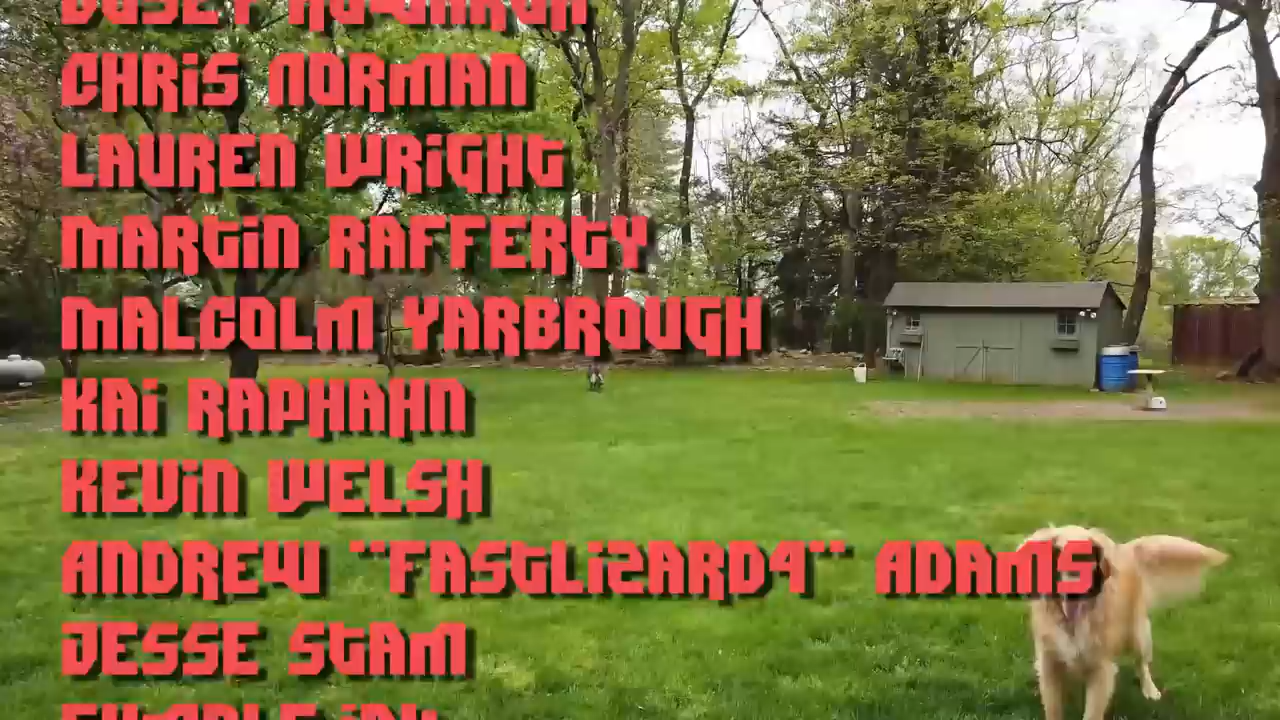 CHRiS NORMAN
LAUREN WRiGHt
MARtiN RAFFERtY
MALCOLM YARBROUGH
KAi RAPHAHN
KEViN WELSH
ANDREW "FAStLiZARD4" ADAMS
JESSE StAM